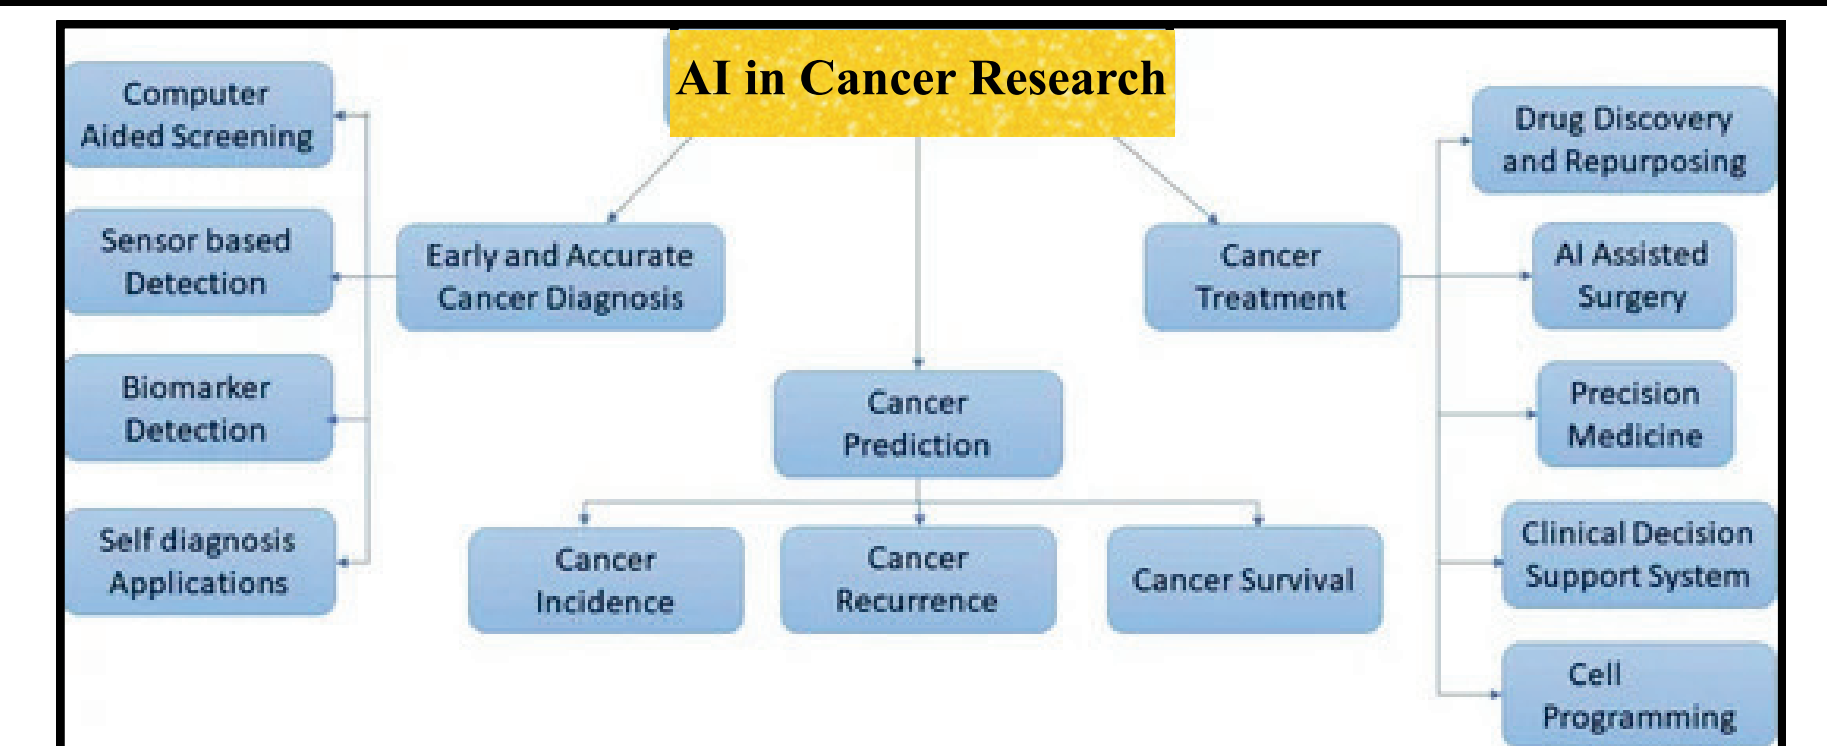 AI in Cancer Research
Computer
Aided Screening
Sensor based
Detection
Biomarker
Detection
Self diagnosis
Applications
Early and Accurate
Cancer Diagnosis
Cancer
Prediction
Cancer
Incidence
Cancer
Recurrence
Cancer Survival
Cancer
Treatment
Drug Discovery
and Repurposing
AI Assisted
Surgery
Precision
Medicine
Clinical Decision
Support System
Cell
Programming